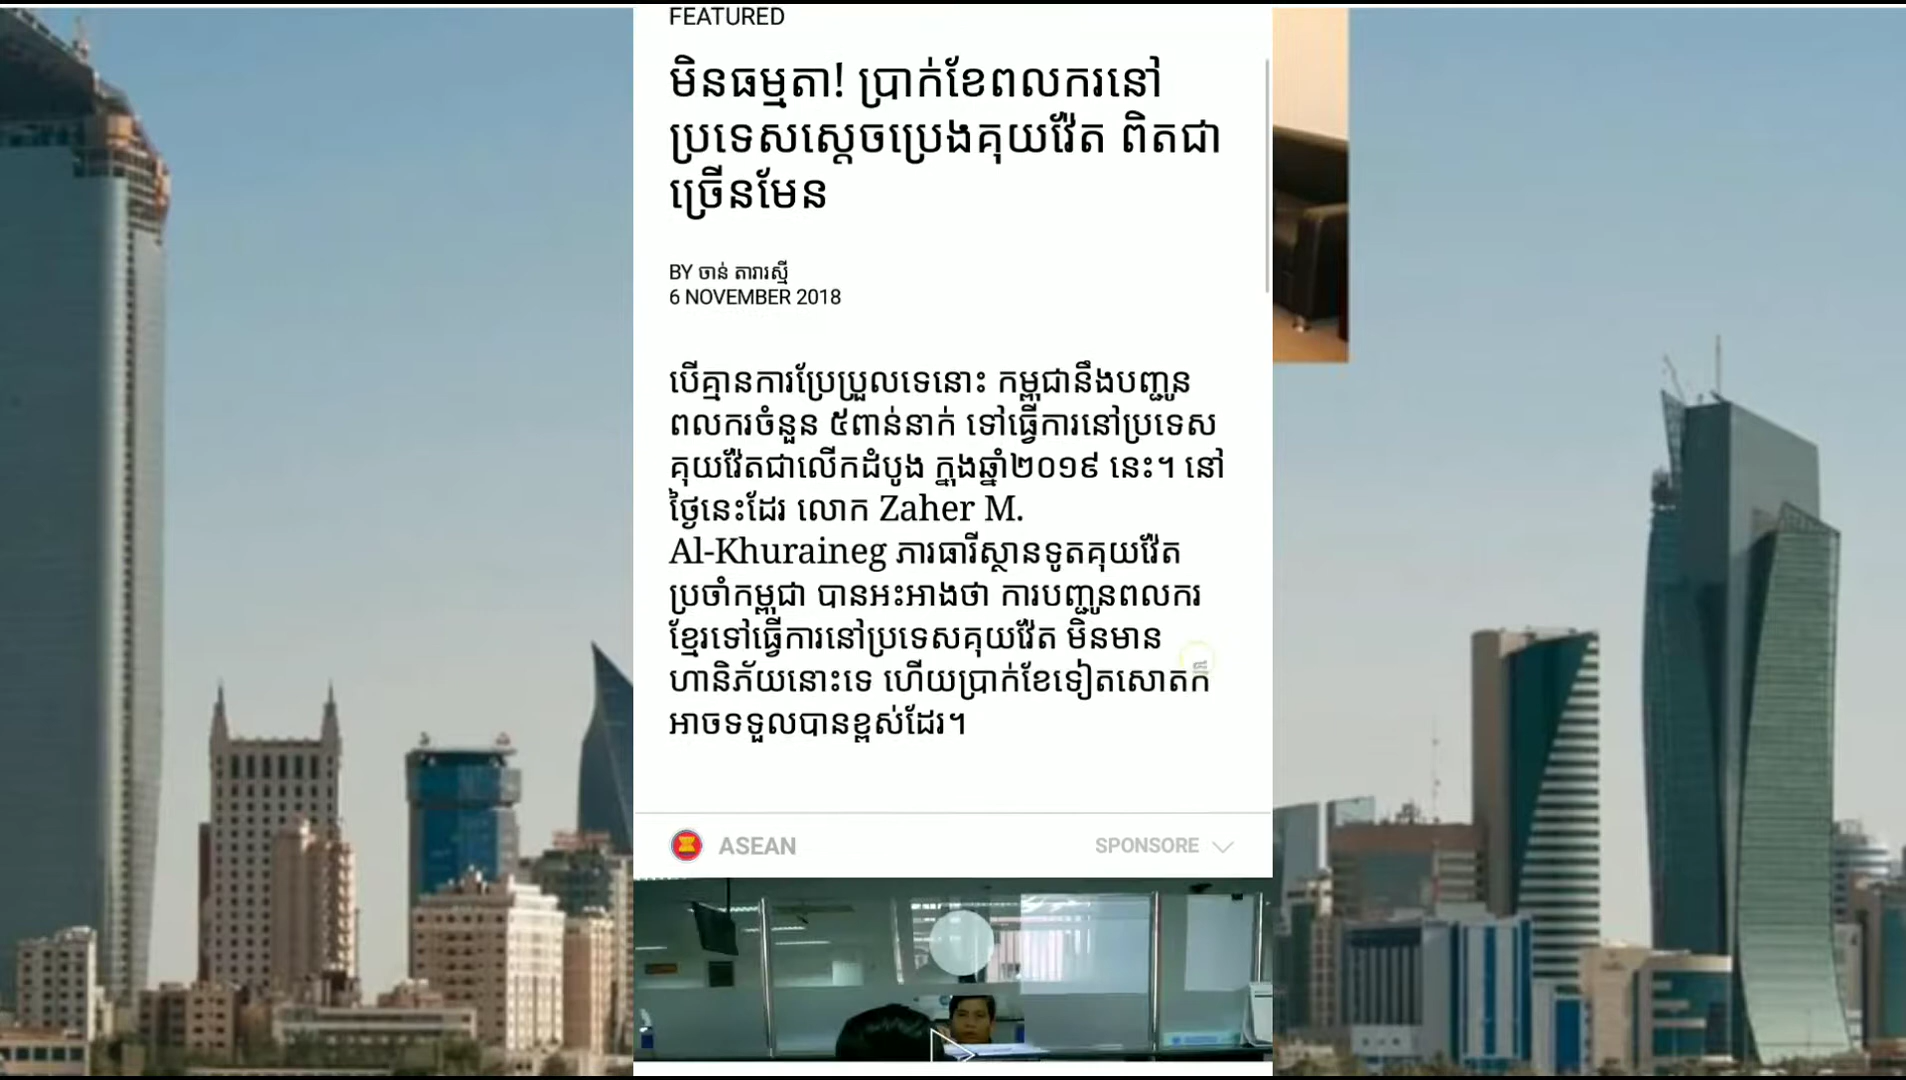 FEATURED
មិនធម្មតា! ប្រាក់ខែពលករនៅ
ប្រទេសស្ដេចប្រេងគុយវ៉ែត ពិតជា
ច្រើនមែន
BY ចាន់ តារារស្មី
6 NOVEMBER 2018
បើគ្មានការប្រែប្រួលទេនោះ កម្ពុជានឹងបញ្ជូន
ពលករចំនួន ៥ពាន់នាក់ ទៅធ្វើការនៅប្រទេស
គុយវ៉ែតជាលើកដំបូង ក្នុងឆ្នាំ២០១៩ នេះ។ នៅ
ថ្ងៃនេះដែរ លោក Zaher M.
Al-Khuraineg ភារធារីស្ថានទូតគុយវ៉ែត
ប្រចាំកម្ពុជា បានអះអាងថា ការបញ្ជូនពលករ
ខ្មែរទៅធ្វើការនៅប្រទេសគុយវ៉ែត មិនមាន
ហានិភ័យនោះទេ ហើយប្រាក់ខែទៀតសោតក៏
អាចទទួលបានខ្ពស់ដែរ។
ASEAN
SPONSORE